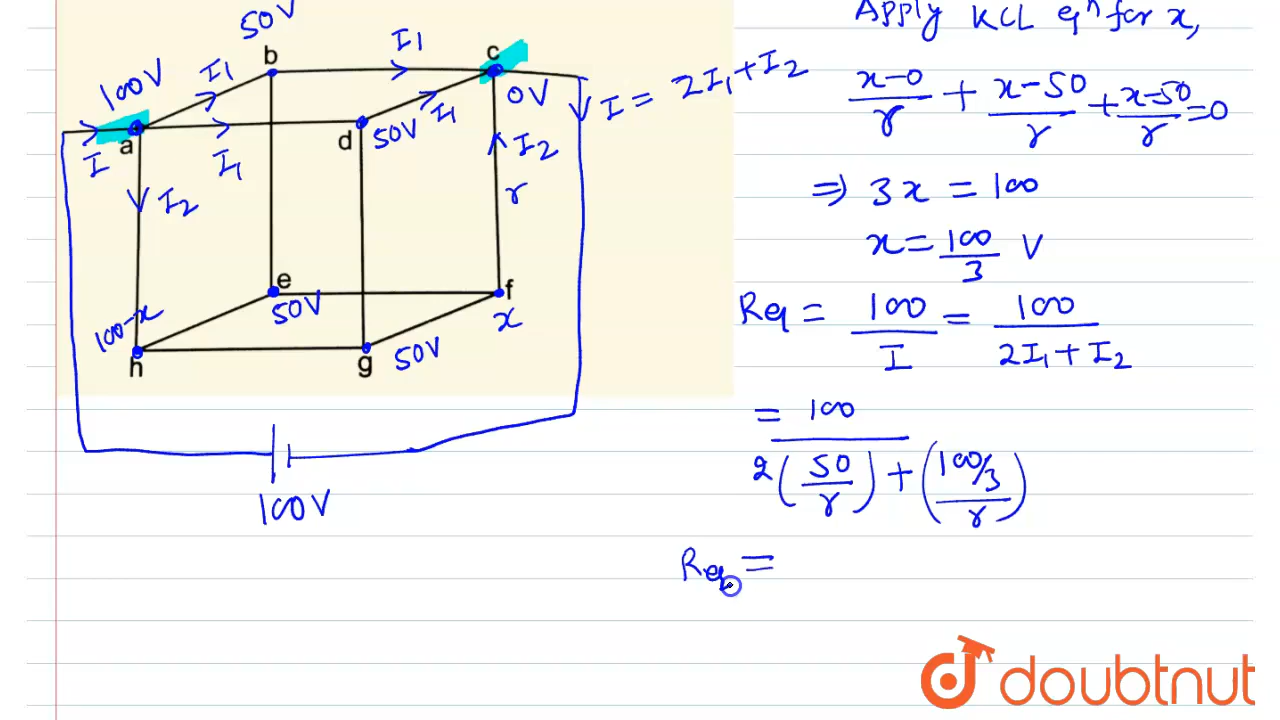 Apply KCL eqⁿ for x,
50V
b
I1
c
100V
I1
0V
I = 2I1 + I2
x-0/r + x-50/r + x-50/r = 0
a
I
I1
d
50V
I1
I2
I2
r
⇒ 3x = 100
x = 100/3 V
e
50V
f
x
100-x
h
g
50V
Req = 100/I = 100/2I1 + I2
= 100/2(50/r) + (100/3/r)
100V
Req =
doubtnut